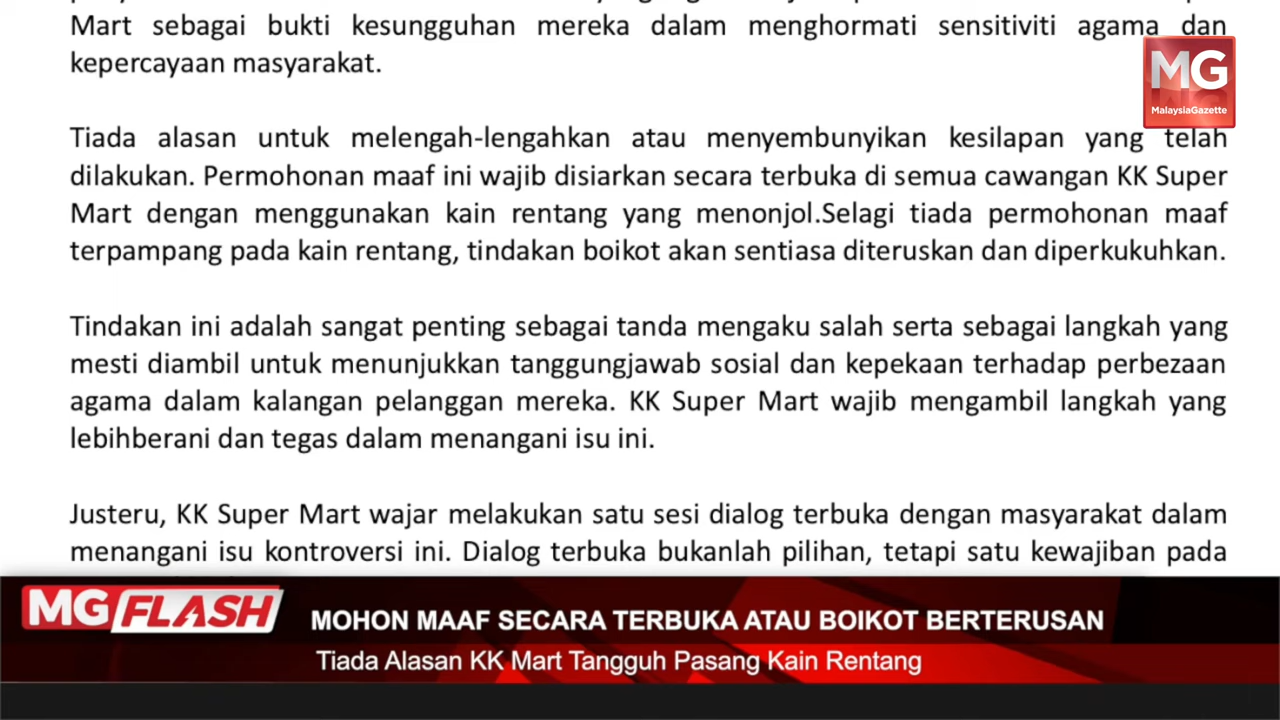 Mart sebagai bukti kesungguhan mereka dalam menghormati sensitiviti agama dan
kepercayaan masyarakat.
MG
MalaysiaGazette
Tiada alasan untuk melengah-lengahkan atau menyembunyikan kesilapan yang telah
dilakukan. Permohonan maaf ini wajib disiarkan secara terbuka di semua cawangan KK Super
Mart dengan menggunakan kain rentang yang menonjol.Selagi tiada permohonan maaf
terpampang pada kain rentang, tindakan boikot akan sentiasa diteruskan dan diperkukuhkan.
Tindakan ini adalah sangat penting sebagai tanda mengaku salah serta sebagai langkah yang
mesti diambil untuk menunjukkan tanggungjawab sosial dan kepekaan terhadap perbezaan
agama dalam kalangan pelanggan mereka. KK Super Mart wajib mengambil langkah yang
lebihberani dan tegas dalam menangani isu ini.
Justeru, KK Super Mart wajar melakukan satu sesi dialog terbuka dengan masyarakat dalam
menangani isu kontroversi ini. Dialog terbuka bukanlah pilihan, tetapi satu kewajiban pada
MG FLASH
MOHON MAAF SECARA TERBUKA ATAU BOIKOT BERTERUSAN
Tiada Alasan KK Mart Tangguh Pasang Kain Rentang